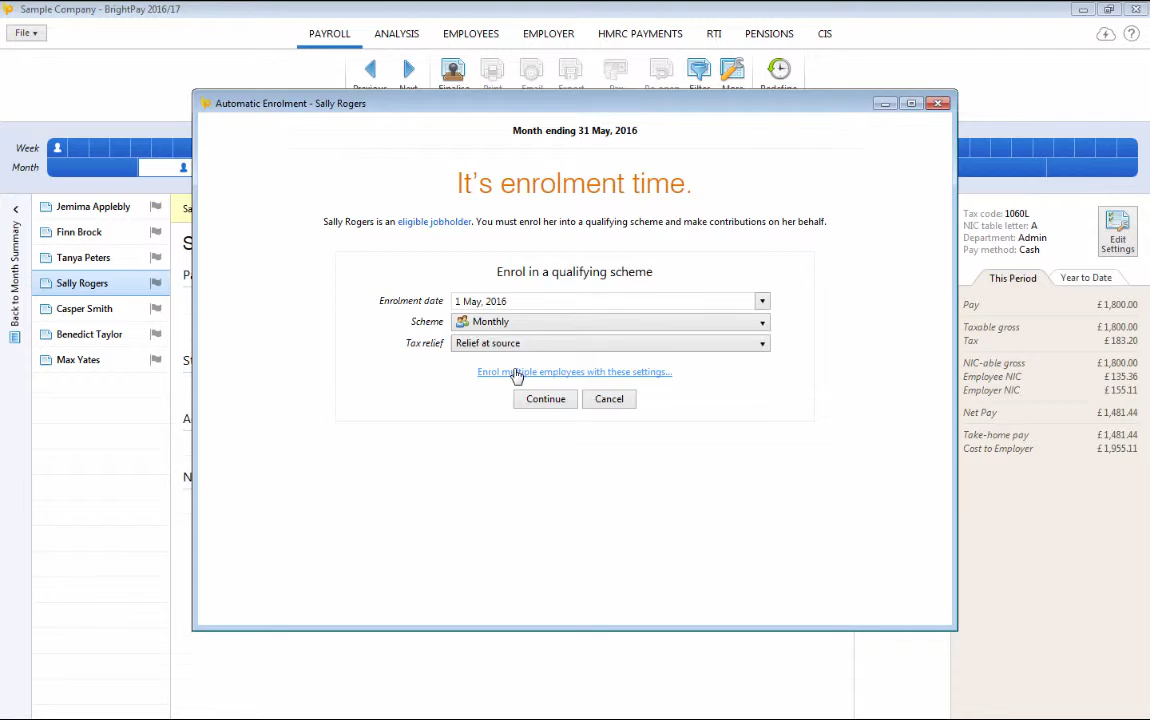 Sample Company - BrightPay 2016/17
File
PAYROLL
ANALYSIS
EMPLOYEES
EMPLOYER
HMRC PAYMENTS
RTI
PENSIONS
CIS
?
Automatic Enrolment - Sally Rogers
Month ending 31 May, 2016
Week
Month
It's enrolment time.
Sally Rogers is an eligible jobholder. You must enrol her into a qualifying scheme and make contributions on her behalf.
Enrol in a qualifying scheme
Enrolment date 1 May, 2016
Scheme Monthly
Tax relief Relief at source
Enrol multiple employees with these settings...
Continue
Cancel
Back to Month Summary
Jemima Applebly
Finn Brock
Tanya Peters
Sally Rogers
Casper Smith
Benedict Taylor
Max Yates
Sa
S
Tax code: 1060L
NIC table letter: A
Department: Admin
Pay method: Cash
Edit
Settings
This Period
Year to Date
Pay £1,800.00
Taxable gross £1,800.00
Tax £183.20
NIC-able gross £1,800.00
Employee NIC £135.36
Employer NIC £155.11
Net Pay £1,481.44
Take-home pay £1,481.44
Cost to Employer £1,955.11